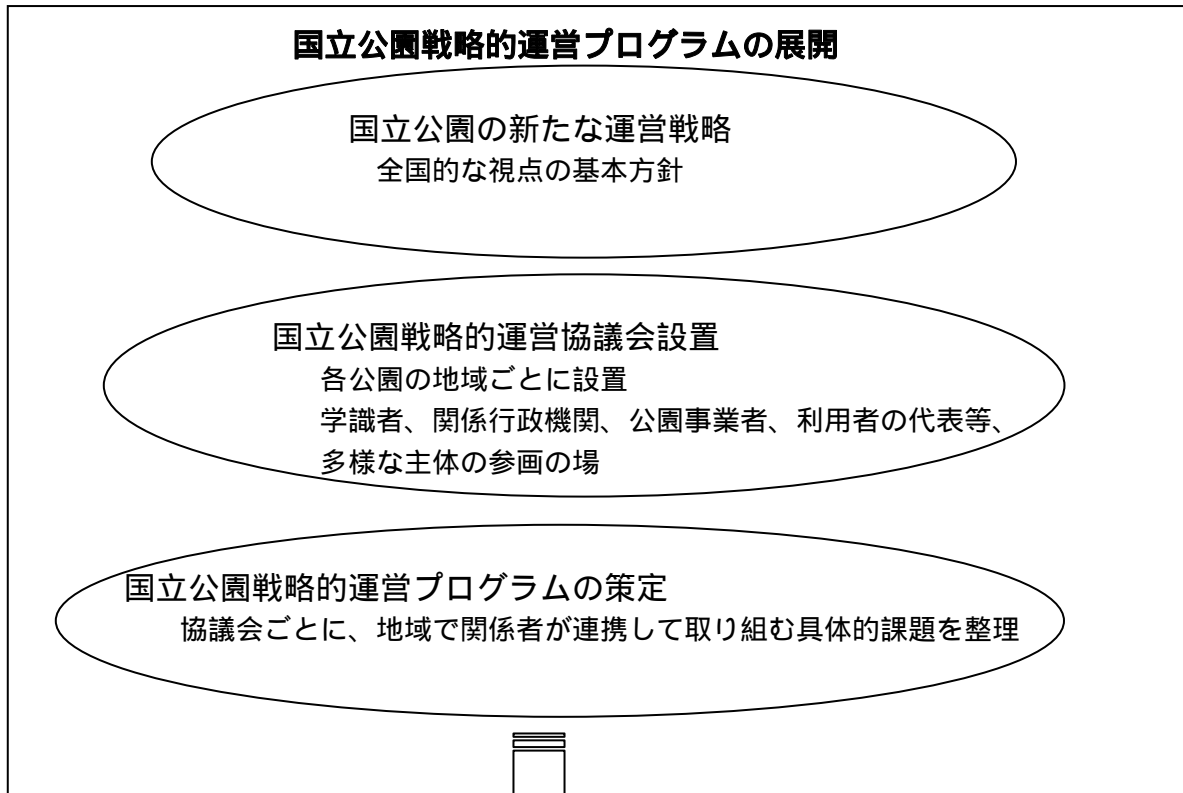 国立公園戦略的運営プログラムの展開
国立公園の新たな運営戦略
全国的な視点の基本方針
国立公園戦略的運営協議会設置
各公園の地域ごとに設置
学識者、関係行政機関、公園事業者、利用者の代表等、
多様な主体の参画の場
国立公園戦略的運営プログラムの策定
協議会ごとに、地域で関係者が連携して取り組む具体的課題を整理